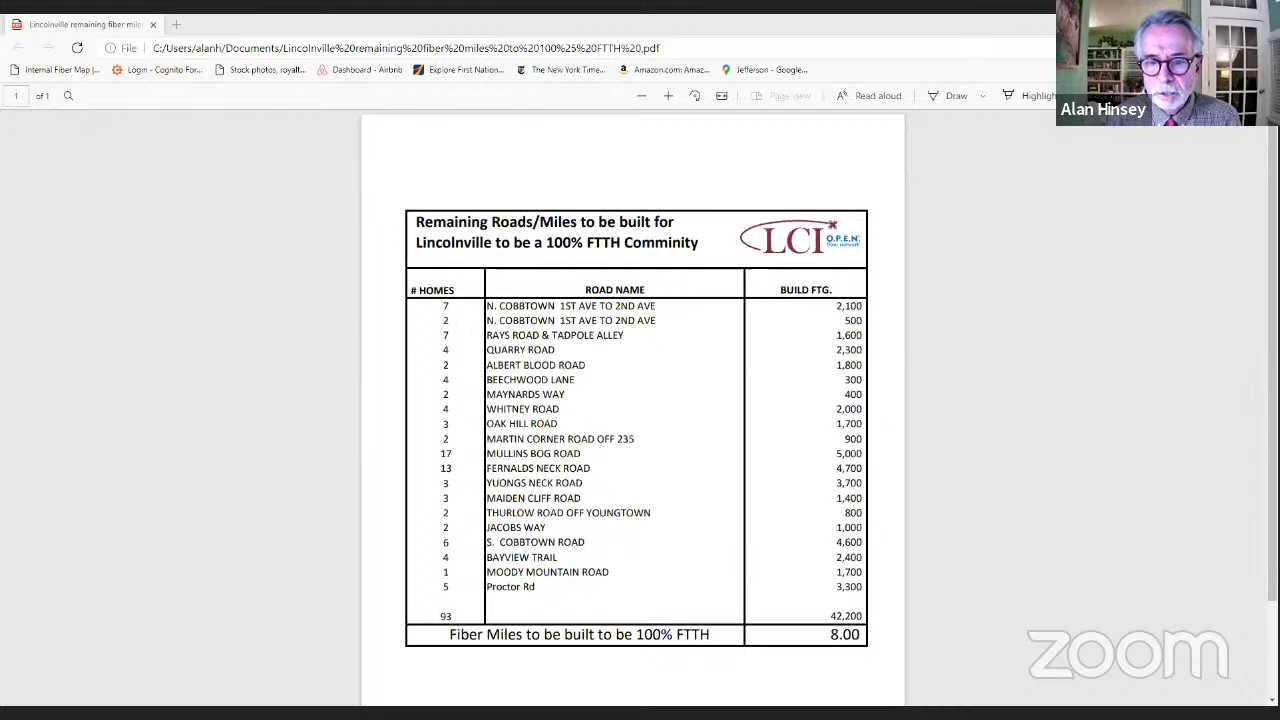 Lincolnville remaining fiber mile
File C:/Users/alanh/Documents/Lincolnville%20remaining%20fiber%20miles%20to%20100%25%20FTTH%20.pdf
Internal Fiber Map |... Login - Cognito For... Stock photos, royalt... Dashboard - Airtab... Explore First Nation... The New York Time... Amazon.com: Amaz... Jefferson - Google...
1 of 1 Page view Read aloud Draw Highligh
Alan Hinsey
Remaining Roads/Miles to be built for
Lincolnville to be a 100% FTTH Comminity
LCI O.P.E.N.
fiber network
# HOMES ROAD NAME BUILD FTG.
7 N. COBBTOWN 1ST AVE TO 2ND AVE 2,100
2 N. COBBTOWN 1ST AVE TO 2ND AVE 500
7 RAYS ROAD & TADPOLE ALLEY 1,600
4 QUARRY ROAD 2,300
2 ALBERT BLOOD ROAD 1,800
4 BEECHWOOD LANE 300
2 MAYNARDS WAY 400
4 WHITNEY ROAD 2,000
3 OAK HILL ROAD 1,700
2 MARTIN CORNER ROAD OFF 235 900
17 MULLINS BOG ROAD 5,000
13 FERNALDS NECK ROAD 4,700
3 YUONGS NECK ROAD 3,700
3 MAIDEN CLIFF ROAD 1,400
2 THURLOW ROAD OFF YOUNGTOWN 800
2 JACOBS WAY 1,000
6 S. COBBTOWN ROAD 4,600
4 BAYVIEW TRAIL 2,400
1 MOODY MOUNTAIN ROAD 1,700
5 Proctor Rd 3,300
93 42,200
Fiber Miles to be built to be 100% FTTH 8.00
zoom